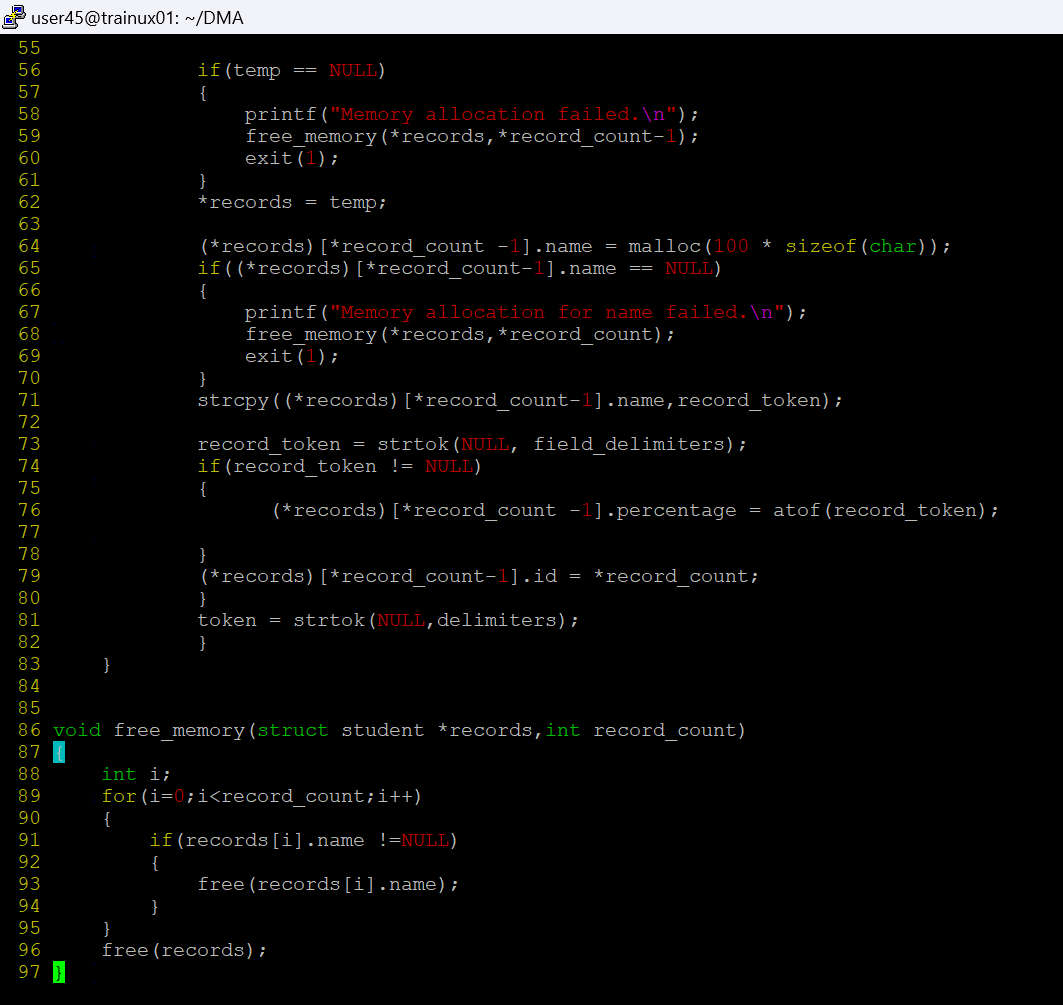 user45@trainux01: ~/DMA
55
56             if(temp == NULL)
57             {
58                 printf("Memory allocation failed.\n");
59                 free_memory(*records,*record_count-1);
60                 exit(1);
61             }
62             *records = temp;
63
64             (*records)[*record_count -1].name = malloc(100 * sizeof(char));
65             if((*records)[*record_count-1].name == NULL)
66             {
67                 printf("Memory allocation for name failed.\n");
68                 free_memory(*records,*record_count);
69                 exit(1);
70             }
71             strcpy((*records)[*record_count-1].name,record_token);
72
73             record_token = strtok(NULL, field_delimiters);
74             if(record_token != NULL)
75             {
76                   (*records)[*record_count -1].percentage = atof(record_token);
77
78             }
79             (*records)[*record_count-1].id = *record_count;
80             }
81             token = strtok(NULL,delimiters);
82             }
83     }
84
85
86 void free_memory(struct student *records,int record_count)
87 {
88     int i;
89     for(i=0;i<record_count;i++)
90     {
91         if(records[i].name !=NULL)
92         {
93             free(records[i].name);
94         }
95     }
96     free(records);
97 }